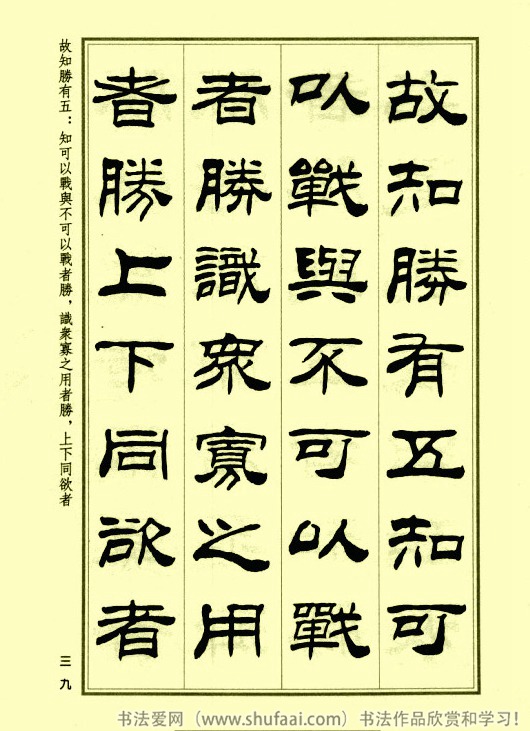 故知勝有五知可
以戰與不可以戰
者勝識衆寡之用
者勝上下同欲者
故知勝有五：知可以戰與不可以戰者勝，識衆寡之用者勝，上下同欲者
三九
书法爱网（www.shufaai.com）书法作品欣赏和学习！